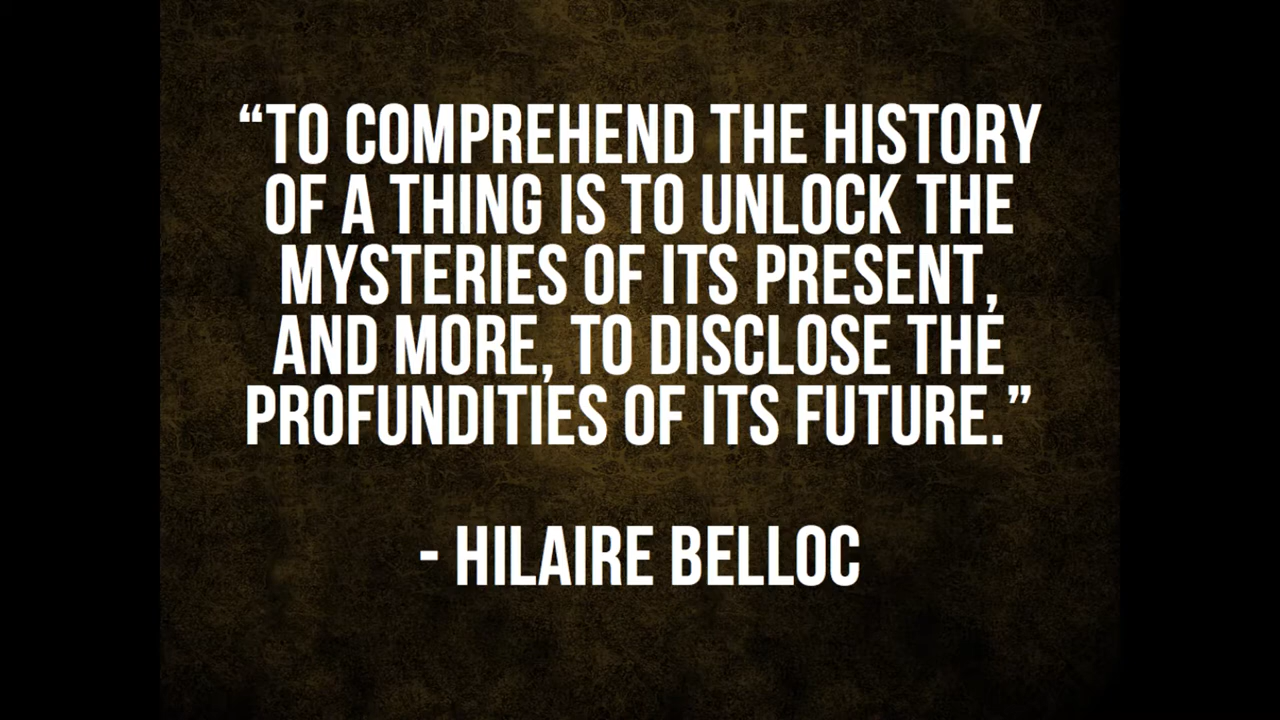 “TO COMPREHEND THE HISTORY
OF A THING IS TO UNLOCK THE
MYSTERIES OF ITS PRESENT,
AND MORE, TO DISCLOSE THE
PROFUNDITIES OF ITS FUTURE.”
- HILAIRE BELLOC